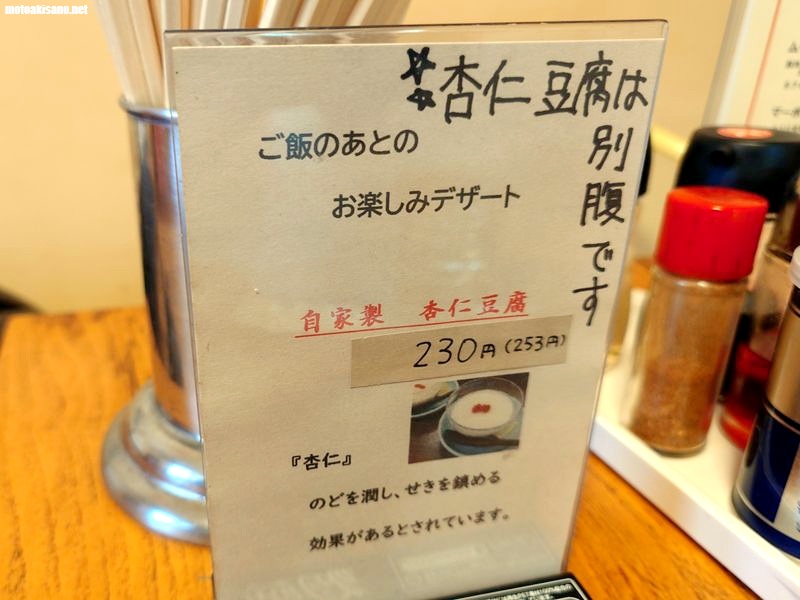 motoakisanu.net
☆☆杏仁豆腐は
別腹です
ご飯のあとの
お楽しみデザート
自家製 杏仁豆腐
230円(253円)
『杏仁』
のどを潤し、せきを鎮める
効果があるとされています。